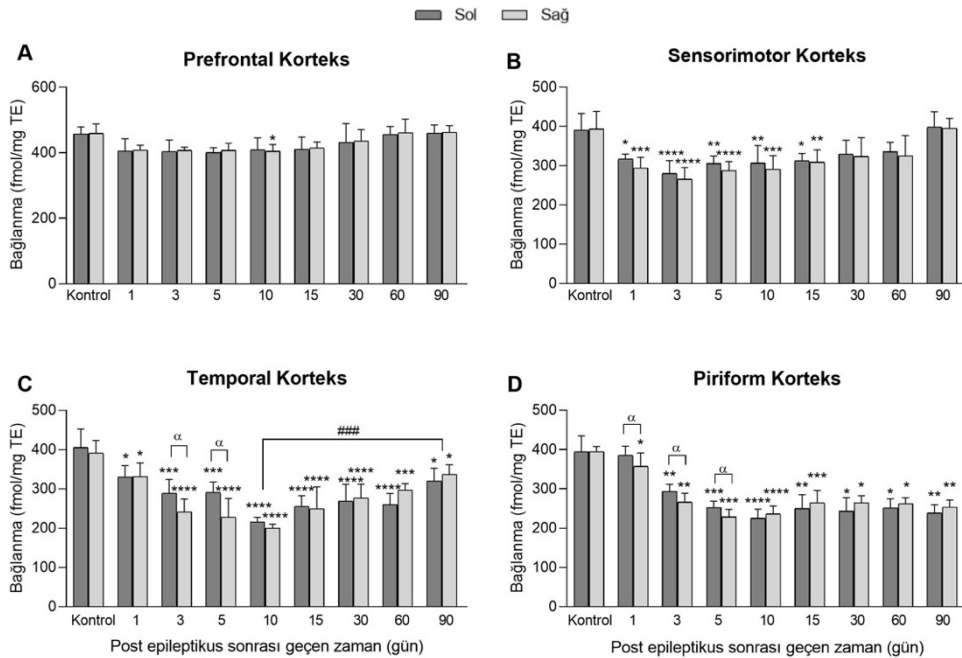 Sol Sağ
A
Prefrontal Korteks
Bağlanma (fmol/mg TE)
600
400
200
0
*
Kontrol 1 3 5 10 15 30 60 90
B
Sensorimotor Korteks
Bağlanma (fmol/mg TE)
500
400
300
200
100
0
* *** **** **** ** **** ** *** * **
Kontrol 1 3 5 10 15 30 60 90
C
Temporal Korteks
Bağlanma (fmol/mg TE)
500
400
300
200
100
0
α α ###
* * *** **** *** **** **** **** **** **** **** **** **** *** * *
Kontrol 1 3 5 10 15 30 60 90
Post epileptikus sonrası geçen zaman (gün)
D
Piriform Korteks
Bağlanma (fmol/mg TE)
500
400
300
200
100
0
α α α
* ** ** *** *** **** **** ** *** * ** * ** ** **
Kontrol 1 3 5 10 15 30 60 90
Post epileptikus sonrası geçen zaman (gün)